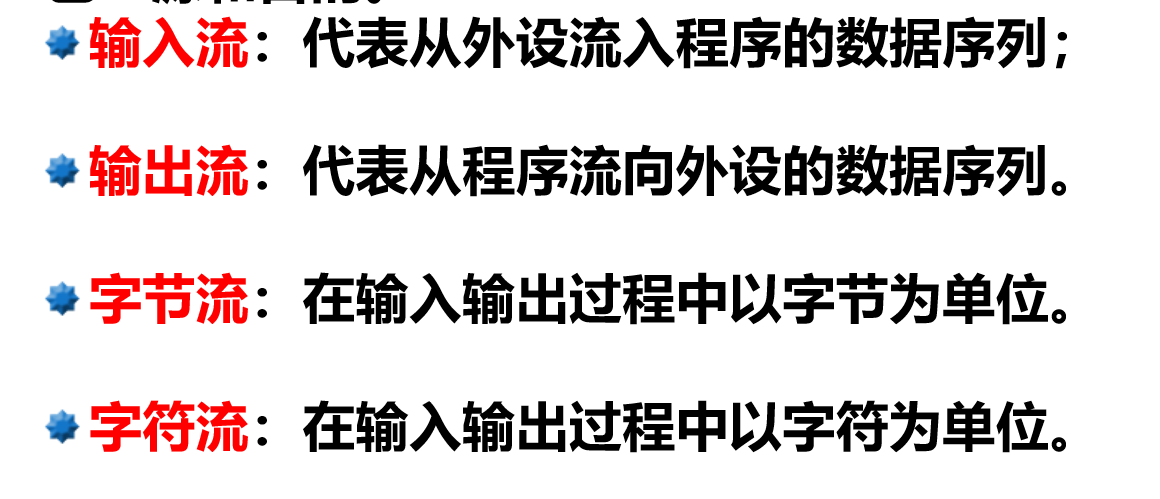 输入流：代表从外设流入程序的数据序列；
输出流：代表从程序流向外设的数据序列。
字节流：在输入输出过程中以字节为单位。
字符流：在输入输出过程中以字符为单位。